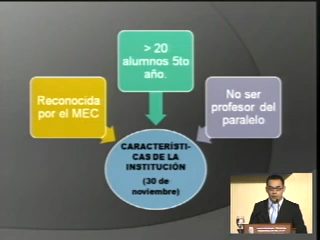 > 20
alumnos 5to
año.
Reconocida
por el MEC
No ser
profesor del
paralelo
CARACTERÍSTI-
CAS DE LA
INSTITUCIÓN
(30 de
noviembre)